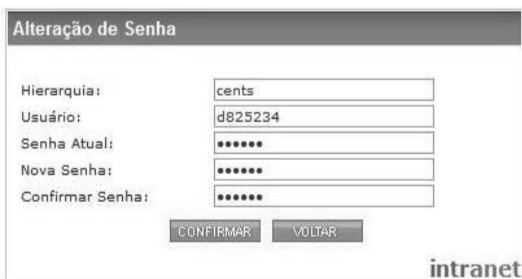 Alteração de Senha
Hierarquia: cents
Usuário: d825234
Senha Atual: ••••••
Nova Senha: ••••••
Confirmar Senha: ••••••
CONFIRMAR VOLTAR
intranet